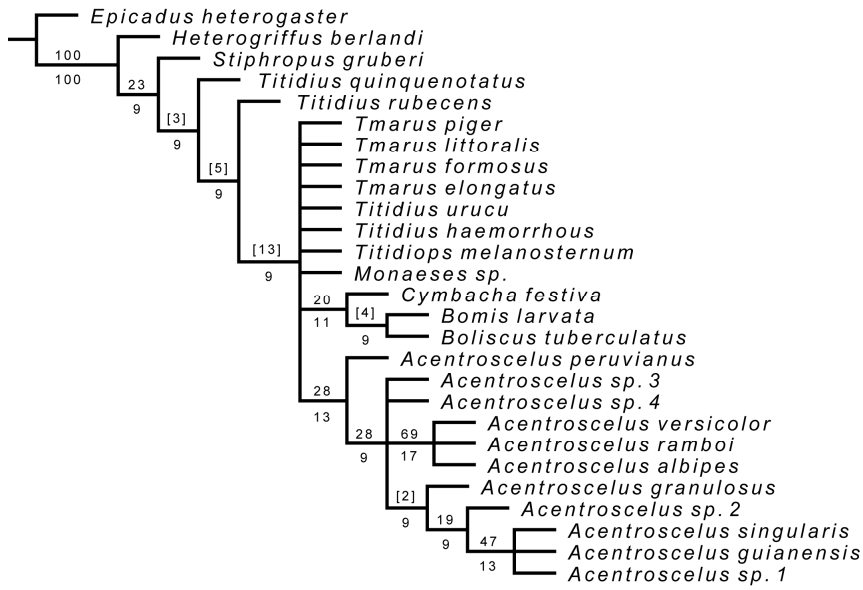 Epicadus heterogaster
Heterogriffus berlandi
100
100
Stiphropus gruberi
23
9
Titidius quinquenotatus
[3]
9
Titidius rubecens
[5]
9
Tmarus piger
Tmarus littoralis
Tmarus formosus
Tmarus elongatus
Titidius urucu
Titidius haemorrhous
[13]
9
Titidiops melanosternum
Monaeses sp.
Cymbacha festiva
20
11
Bomis larvata
[4]
9
Boliscus tuberculatus
Acentroscelus peruvianus
Acentroscelus sp. 3
28
13
Acentroscelus sp. 4
Acentroscelus versicolor
28
9
69
17
Acentroscelus ramboi
Acentroscelus albipes
Acentroscelus granulosus
[2]
9
Acentroscelus sp. 2
19
9
Acentroscelus singularis
47
13
Acentroscelus guianensis
Acentroscelus sp. 1